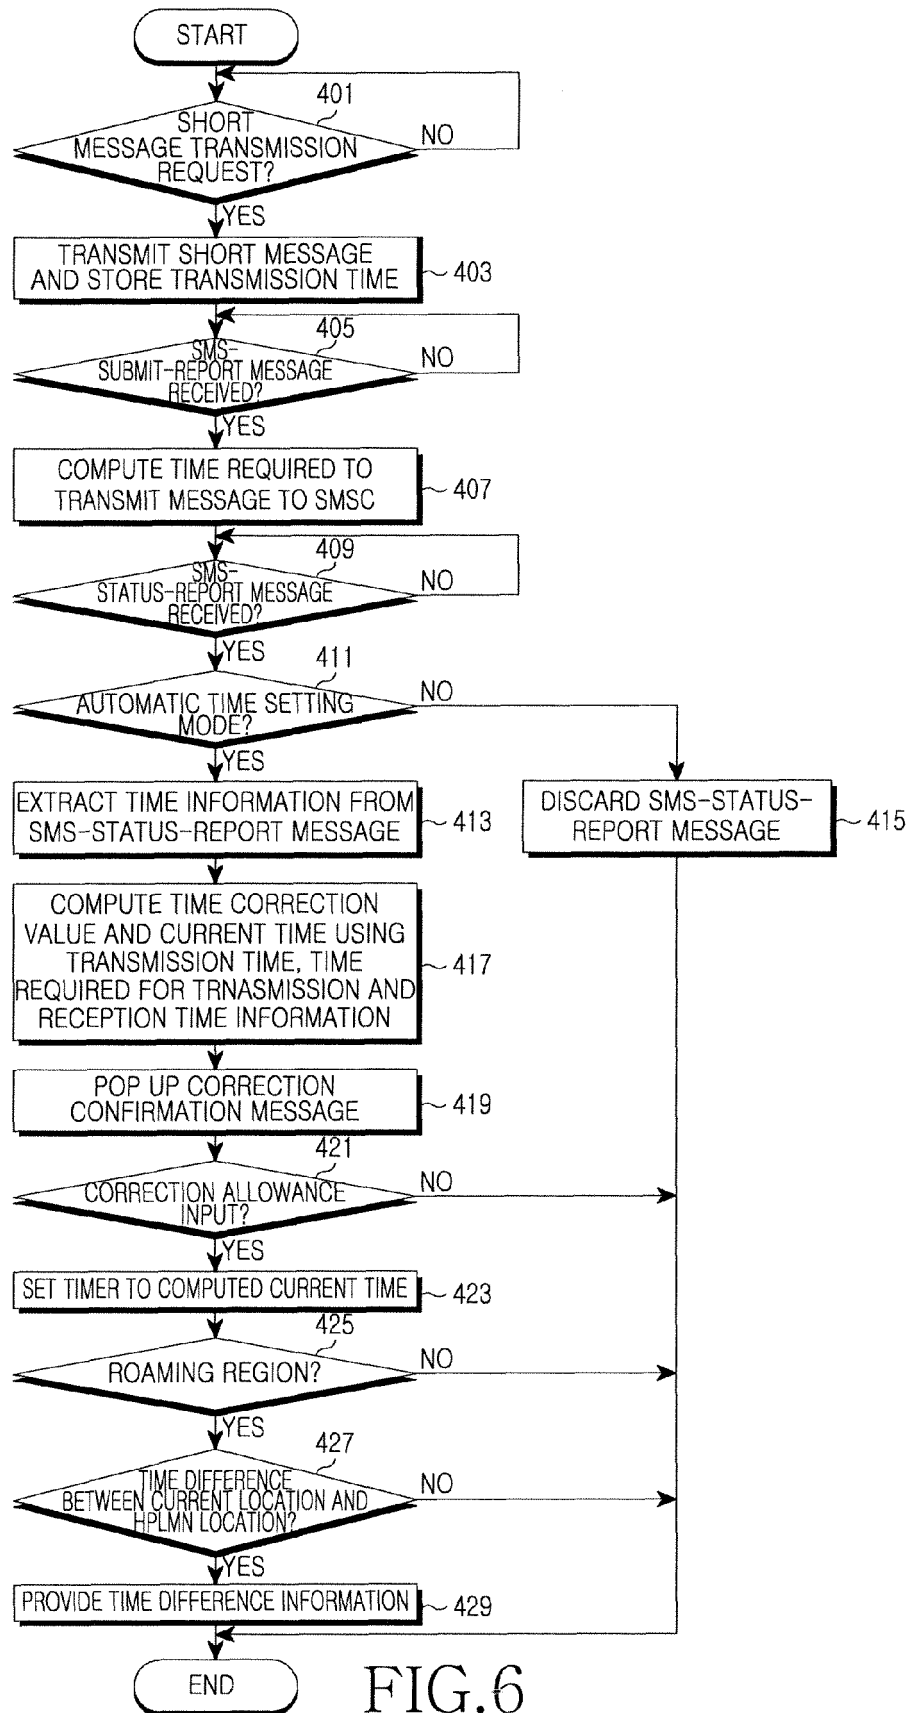 START
401
SHORT
MESSAGE TRANSMISSION
REQUEST?
NO
YES
TRANSMIT SHORT MESSAGE
AND STORE TRANSMISSION TIME
403
405
SMS-
SUBMIT-REPORT MESSAGE
RECEIVED?
NO
YES
COMPUTE TIME REQUIRED TO
TRANSMIT MESSAGE TO SMSC
407
409
SMS-
STATUS-REPORT MESSAGE
RECEIVED?
NO
YES
411
AUTOMATIC TIME SETTING
MODE?
NO
YES
EXTRACT TIME INFORMATION FROM
SMS-STATUS-REPORT MESSAGE
413
DISCARD SMS-STATUS-
REPORT MESSAGE
415
COMPUTE TIME CORRECTION
VALUE AND CURRENT TIME USING
TRANSMISSION TIME, TIME
REQUIRED FOR TRNASMISSION AND
RECEPTION TIME INFORMATION
417
POP UP CORRECTION
CONFIRMATION MESSAGE
419
421
CORRECTION ALLOWANCE
INPUT?
NO
YES
SET TIMER TO COMPUTED CURRENT TIME
423
425
ROAMING REGION?
NO
YES
427
TIME DIFFERENCE
BETWEEN CURRENT LOCATION AND
HPLMN LOCATION?
NO
YES
PROVIDE TIME DIFFERENCE INFORMATION
429
END
FIG.6